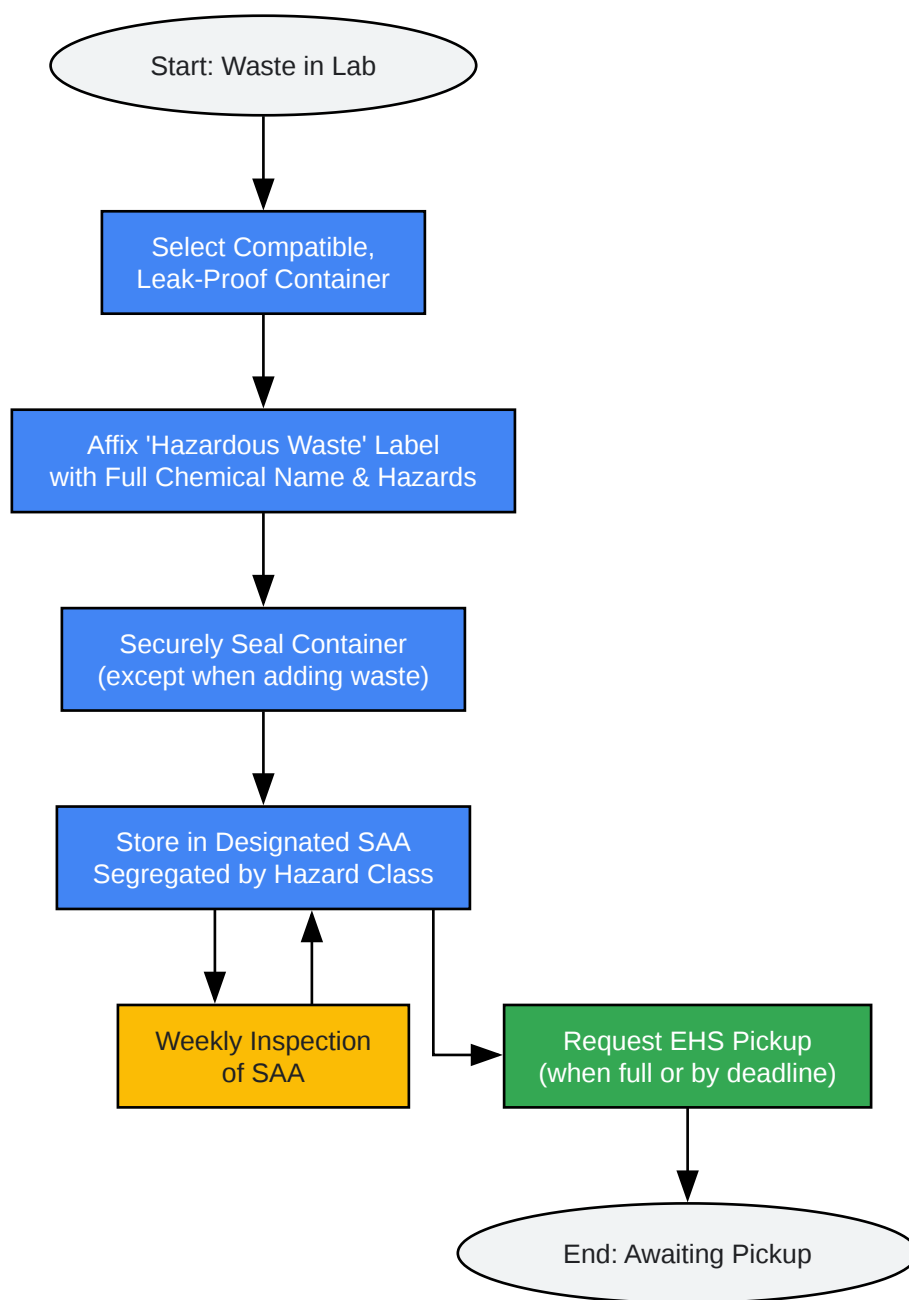 Start: Waste in Lab
Select Compatible,
Leak-Proof Container
Affix 'Hazardous Waste' Label
with Full Chemical Name & Hazards
Securely Seal Container
(except when adding waste)
Store in Designated SAA
Segregated by Hazard Class
Weekly Inspection
of SAA
Request EHS Pickup
(when full or by deadline)
End: Awaiting Pickup